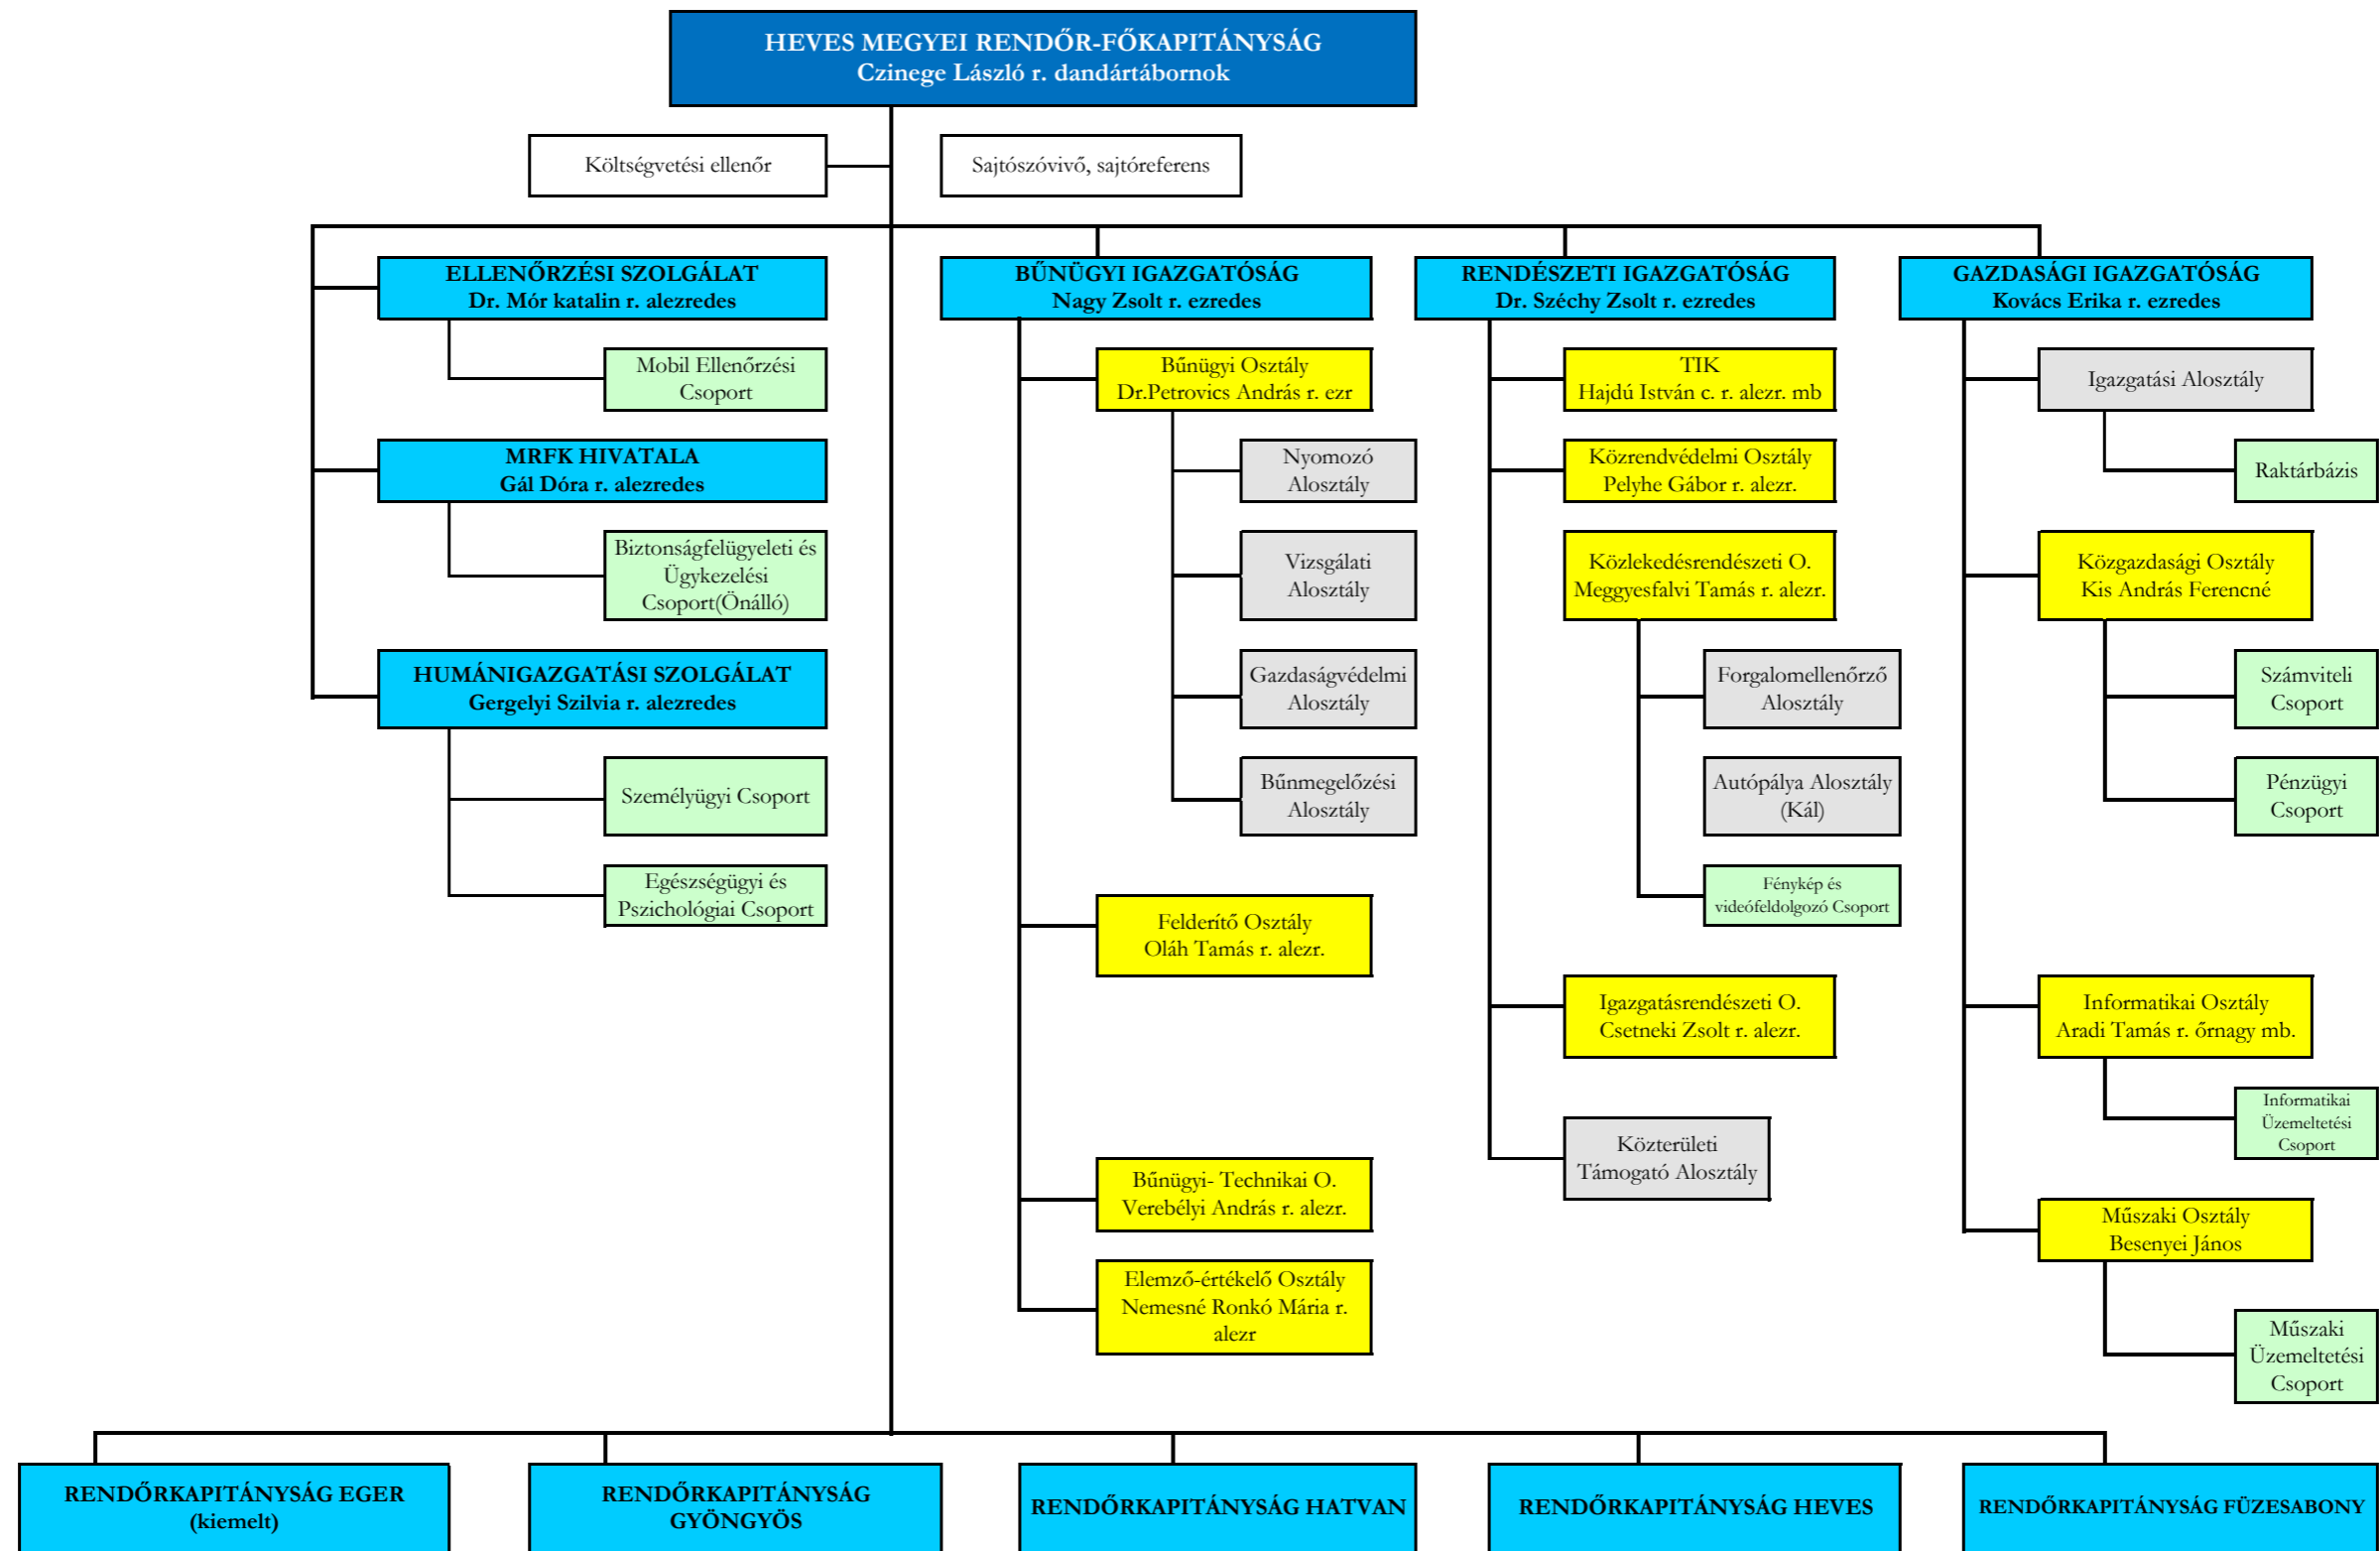 HEVES MEGYEI RENDŐR-FŐKAPITÁNYSÁG
Czinege László r. dandártábornok
Költségvetési ellenőr
Sajtószóvivő, sajtóreferens
ELLENŐRZÉSI SZOLGÁLAT
Dr. Mór katalin r. alezredes
Mobil Ellenőrzési
Csoport
MRFK HIVATALA
Gál Dóra r. alezredes
Biztonságfelügyeleti és
Ügykezelési
Csoport(Önálló)
HUMÁNIGAZGATÁSI SZOLGÁLAT
Gergelyi Szilvia r. alezredes
Személyügyi Csoport
Egészségügyi és
Pszichológiai Csoport
BŰNÜGYI IGAZGATÓSÁG
Nagy Zsolt r. ezredes
Bűnügyi Osztály
Dr.Petrovics András r. ezr
Nyomozó
Alosztály
Vizsgálati
Alosztály
Gazdaságvédelmi
Alosztály
Bűnmegelőzési
Alosztály
Felderítő Osztály
Oláh Tamás r. alezr.
Bűnügyi- Technikai O.
Verebélyi András r. alezr.
Elemző-értékelő Osztály
Nemesné Ronkó Mária r.
alezr
RENDÉSZETI IGAZGATÓSÁG
Dr. Széchy Zsolt r. ezredes
TIK
Hajdú István c. r. alezr. mb
Közrendvédelmi Osztály
Pelyhe Gábor r. alezr.
Közlekedésrendészeti O.
Meggyesfalvi Tamás r. alezr.
Forgalomellenőrző
Alosztály
Autópálya Alosztály
(Kál)
Fénykép és
videófeldolgozó Csoport
Igazgatásrendészeti O.
Csetneki Zsolt r. alezr.
Közterületi
Támogató Alosztály
GAZDASÁGI IGAZGATÓSÁG
Kovács Erika r. ezredes
Igazgatási Alosztály
Raktárbázis
Közgazdasági Osztály
Kis András Ferencné
Számviteli
Csoport
Pénzügyi
Csoport
Informatikai Osztály
Aradi Tamás r. őrnagy mb.
Informatikai
Üzemeltetési
Csoport
Műszaki Osztály
Besenyei János
Műszaki
Üzemeltetési
Csoport
RENDŐRKAPITÁNYSÁG EGER
(kiemelt)
RENDŐRKAPITÁNYSÁG
GYÖNGYÖS
RENDŐRKAPITÁNYSÁG HATVAN
RENDŐRKAPITÁNYSÁG HEVES
RENDŐRKAPITÁNYSÁG FÜZESABONY